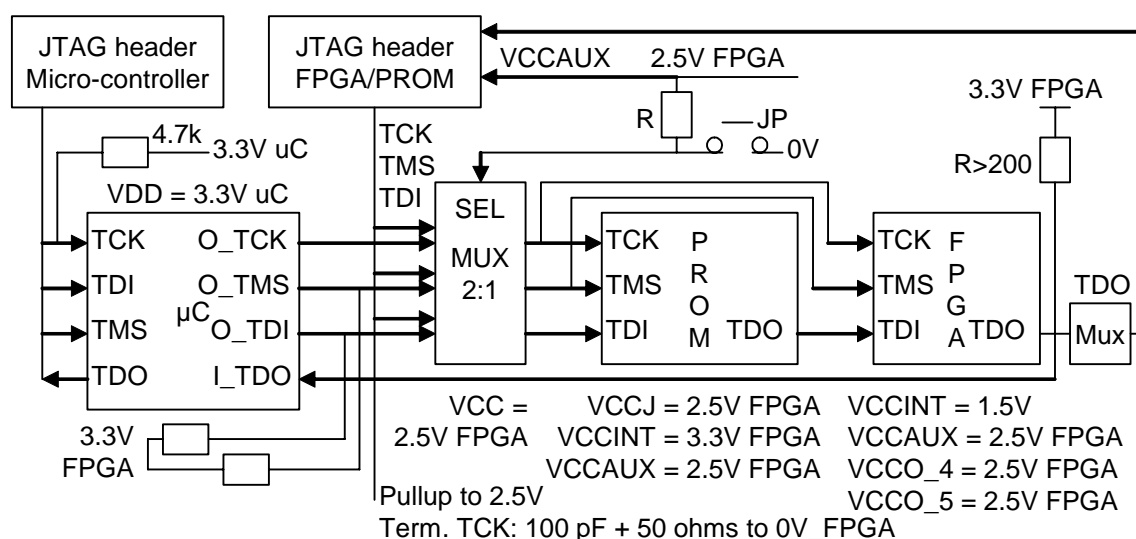 JTAG header
Micro-controller
JTAG header
FPGA/PROM
VCCAUX
2.5V FPGA
3.3V FPGA
R
JP
0V
R>200
4.7k
3.3V uC
TCK
TMS
TDI
VDD = 3.3V uC
TCK
O_TCK
TDI
O_TMS
µC
TMS
O_TDI
TDO
I_TDO
SEL
MUX
2:1
TCK
TMS
TDI
PROM
TDO
TCK
TMS
TDI
FPGA
TDO
TDO
Mux
3.3V
FPGA
VCC =
2.5V FPGA
VCCJ = 2.5V FPGA
VCCINT = 3.3V FPGA
VCCAUX = 2.5V FPGA
VCCINT = 1.5V
VCCAUX = 2.5V FPGA
VCCO_4 = 2.5V FPGA
VCCO_5 = 2.5V FPGA
Pullup to 2.5V
Term. TCK: 100 pF + 50 ohms to 0V FPGA